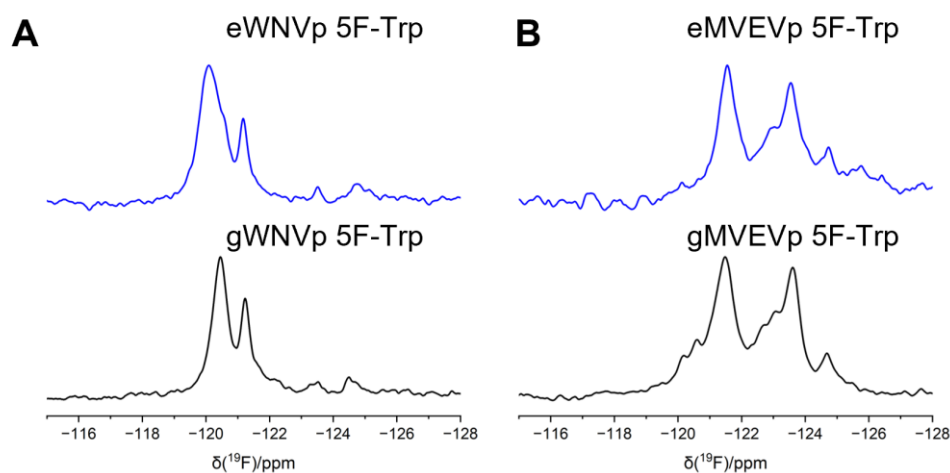 A
eWNVp 5F-Trp
gWNVp 5F-Trp
−116 −118 −120 −122 −124 −126 −128
δ(¹⁹F)/ppm
B
eMVEVp 5F-Trp
gMVEVp 5F-Trp
−116 −118 −120 −122 −124 −126 −128
δ(¹⁹F)/ppm